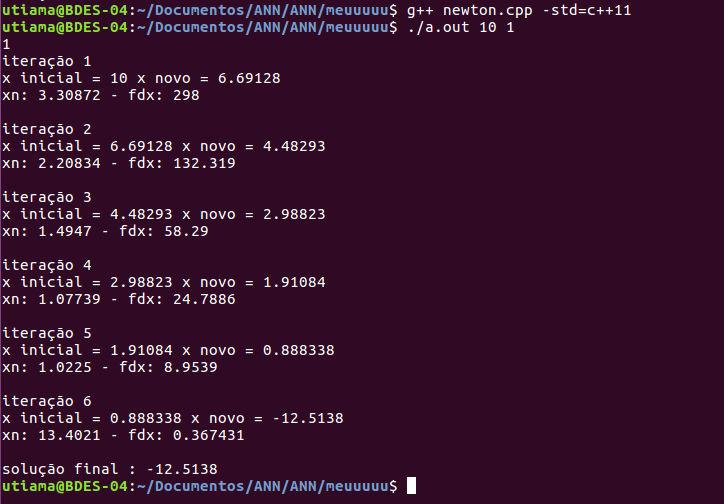 utiama@BDES-04:~/Documentos/ANN/ANN/meuuuuu$ g++ newton.cpp -std=c++11
utiama@BDES-04:~/Documentos/ANN/ANN/meuuuuu$ ./a.out 10 1
1
iteração 1
x inicial = 10 x novo = 6.69128
xn: 3.30872 - fdx: 298
iteração 2
x inicial = 6.69128 x novo = 4.48293
xn: 2.20834 - fdx: 132.319
iteração 3
x inicial = 4.48293 x novo = 2.98823
xn: 1.4947 - fdx: 58.29
iteração 4
x inicial = 2.98823 x novo = 1.91084
xn: 1.07739 - fdx: 24.7886
iteração 5
x inicial = 1.91084 x novo = 0.888338
xn: 1.0225 - fdx: 8.9539
iteração 6
x inicial = 0.888338 x novo = -12.5138
xn: 13.4021 - fdx: 0.367431
solução final : -12.5138
utiama@BDES-04:~/Documentos/ANN/ANN/meuuuuu$